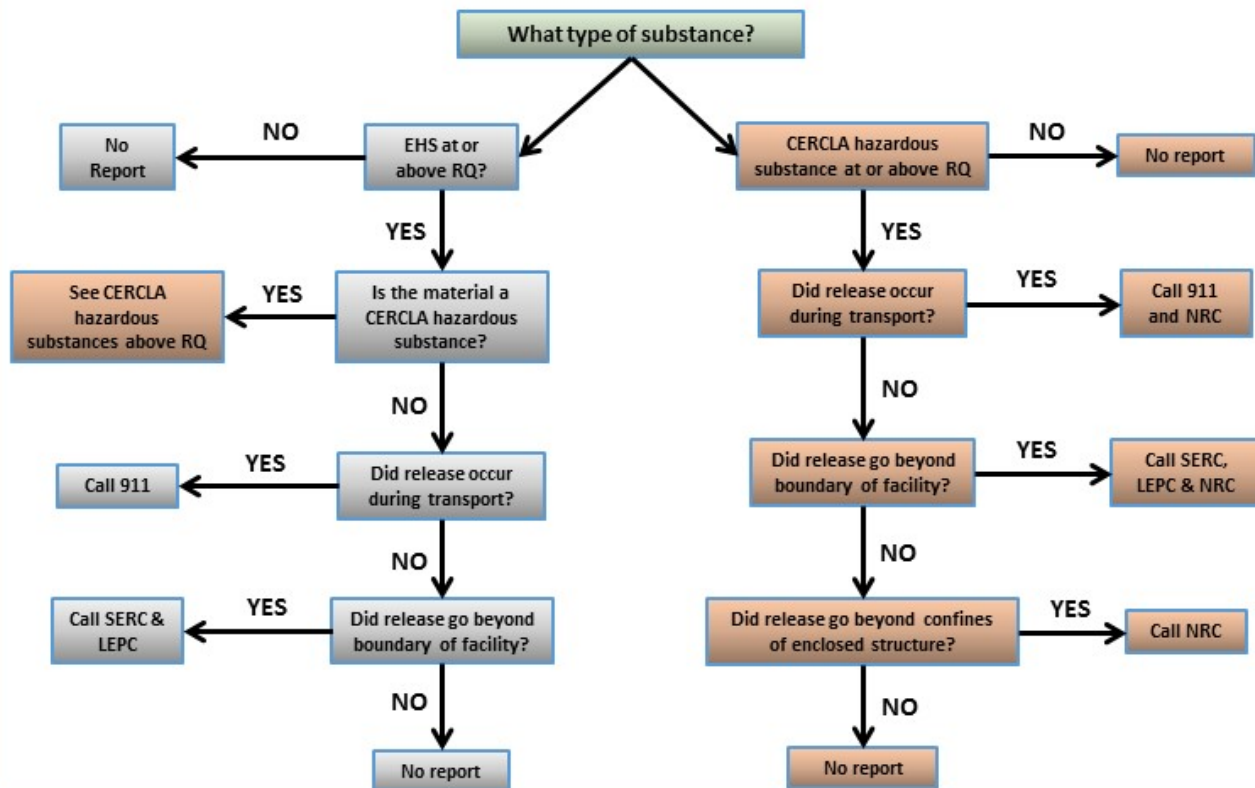 What type of substance?
No
Report
NO
EHS at or
above RQ?
CERCLA hazardous
substance at or above RQ
NO
No report
YES
YES
See CERCLA
hazardous
substances above RQ
YES
Is the material a
CERCLA hazardous
substance?
Did release occur
during transport?
YES
Call 911
and NRC
NO
NO
Call 911
YES
Did release occur
during transport?
Did release go beyond
boundary of facility?
YES
Call SERC,
LEPC & NRC
NO
NO
Call SERC &
LEPC
YES
Did release go beyond
boundary of facility?
Did release go beyond confines
of enclosed structure?
YES
Call NRC
NO
NO
No report
No report